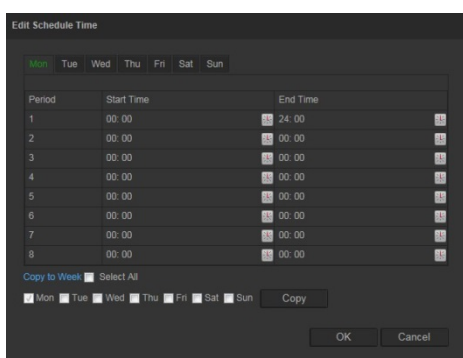 Edit Schedule Time
Mon Tue Wed Thu Fri Sat Sun
Period Start Time End Time
1 00: 00 24: 00
2 00: 00 00: 00
3 00: 00 00: 00
4 00: 00 00: 00
5 00: 00 00: 00
6 00: 00 00: 00
7 00: 00 00: 00
8 00: 00 00: 00
Copy to Week Select All
Mon Tue Wed Thu Fri Sat Sun Copy
OK Cancel